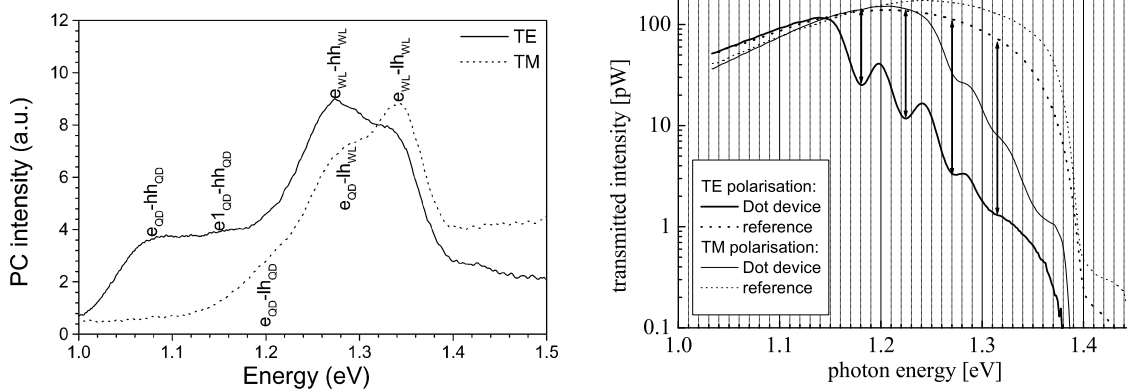 12
10
8
6
4
2
0
PC intensity (a.u.)
TE
TM
e_QD-hh_QD
e1_QD-hh_QD
e_WL-hh_WL
e_WL-lh_WL
e_QD-lh_WL
e_QD-lh_QD
1.0 1.1 1.2 1.3 1.4 1.5
Energy (eV)
100
10
1
0.1
transmitted intensity [pW]
TE polarisation:
Dot device
reference
TM polarisation:
Dot device
reference
1.0 1.1 1.2 1.3 1.4
photon energy [eV]